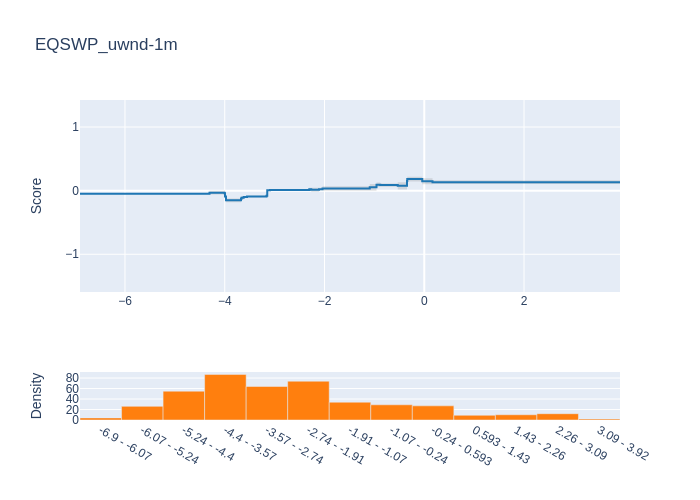 EQSWP_uwnd-1m
Score
1
0
−1
−6
−4
−2
0
2
Density
80
60
40
20
0
-6.9 - -6.07
-6.07 - -5.24
-5.24 - -4.4
-4.4 - -3.57
-3.57 - -2.74
-2.74 - -1.91
-1.91 - -1.07
-1.07 - -0.24
-0.24 - 0.593
0.593 - 1.43
1.43 - 2.26
2.26 - 3.09
3.09 - 3.92